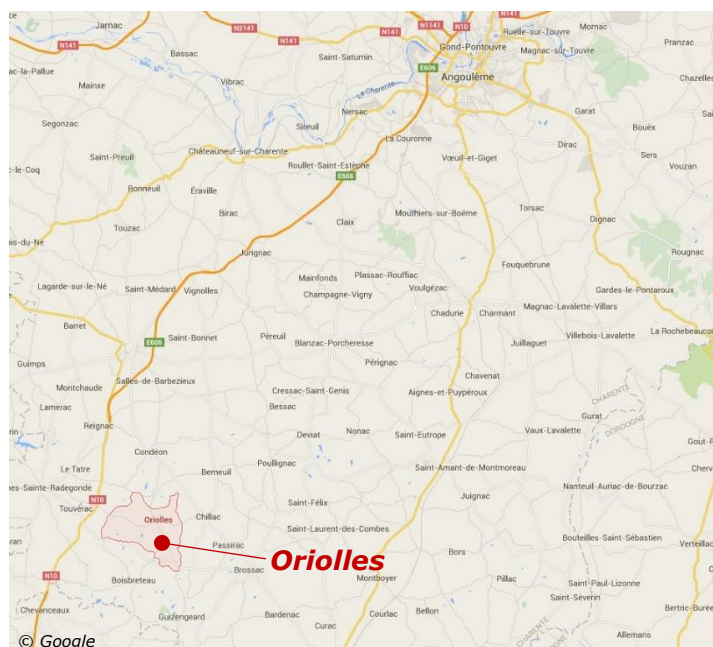 Jarnac
N141
N2141
N141
N141
N1141
N10
Ruelle-sur-Touvre
Mornac
Gond-Pontouvre
Magnac-sur-Touvre
Pranzac
Bassac
Saint-Saturnin
E606
Angoulême
ac-la-Pallue
Mainxe
Vibrac
La Charente
Nersac
Chazelles
Garat
Segonzac
Sireuil
La Couronne
Bouëx
Châteauneuf-sur-Charente
Dirac
Sers
Saint-Preuil
Roullet-Saint-Estèphe
Vœuil-et-Giget
Vouzan
c-le-Coq
E606
Bonneuil
Éraville
Birac
Mouthiers-sur-Boëme
Torsac
Touzac
Claix
Dignac
ais-du-Né
Jurignac
Rougnac
Fouquebrune
Mainfonds
Plassac-Rouffiac
Lagarde-sur-le-Né
Saint-Médard
Vignolles
Champagne-Vigny
Voulgézac
Gardes-le-Pontaroux
Magnac-Lavalette-Villars
Chadurie
Charmant
Barret
Saint-Bonnet
Péreuil
Juillaguet
Villebois-Lavalette
La Rochebeaucou
E606
Blanzac-Porcheresse
Guimps
Pérignac
Salles-de-Barbezieux
Chavenat
Montchaude
Cressac-Saint-Genis
Aignes-et-Puypéroux
CHARENTE
DORDOGNE
Lamerac
Bessac
Gurat
Reignac
Deviat
Nonac
Saint-Eutrope
Vaux-Lavalette
Gout-R
Condéon
Poullignac
Le Tatre
Berneuil
Saint-Amant-de-Montmoreau
Cherv
Nanteuil-Auriac-de-Bourzac
es-Sainte-Radegonde
N10
Juignac
Touvérac
Oriolles
Chillac
Saint-Félix
Saint-Laurent-des-Combes
Bouteilles-Saint-Sébastien
Verteillac
ran
Passirac
Bors
Oriolles
Brossac
N10
Boisbreteau
Montboyer
Pillac
Saint-Paul-Lizonne
Saint-Séverin
Chevanceaux
Guizengeard
Bardenac
Courlac
Bellon
Bertric-Burée
Curac
Allemans
© Google